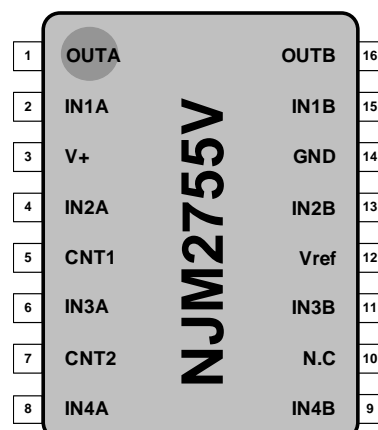 1 OUTA OUTB 16
2 IN1A IN1B 15
3 V+ GND 14
4 IN2A IN2B 13
5 CNT1 Vref 12
6 IN3A IN3B 11
7 CNT2 N.C 10
8 IN4A IN4B 9
NJM2755V